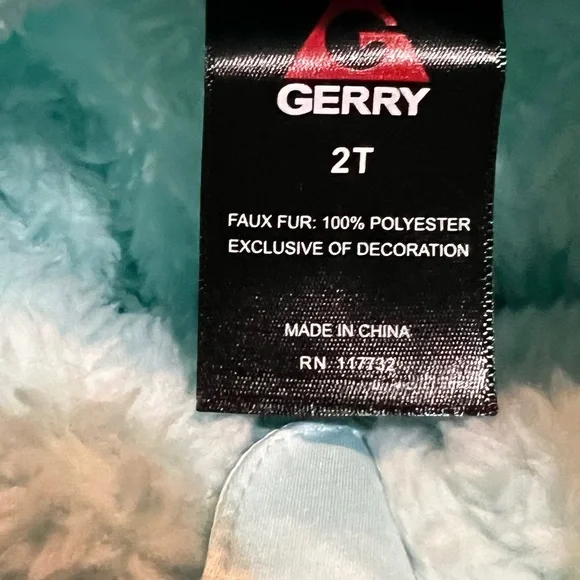 G
GERRY
2T
FAUX FUR: 100% POLYESTER
EXCLUSIVE OF DECORATION
MADE IN CHINA
RN 117732